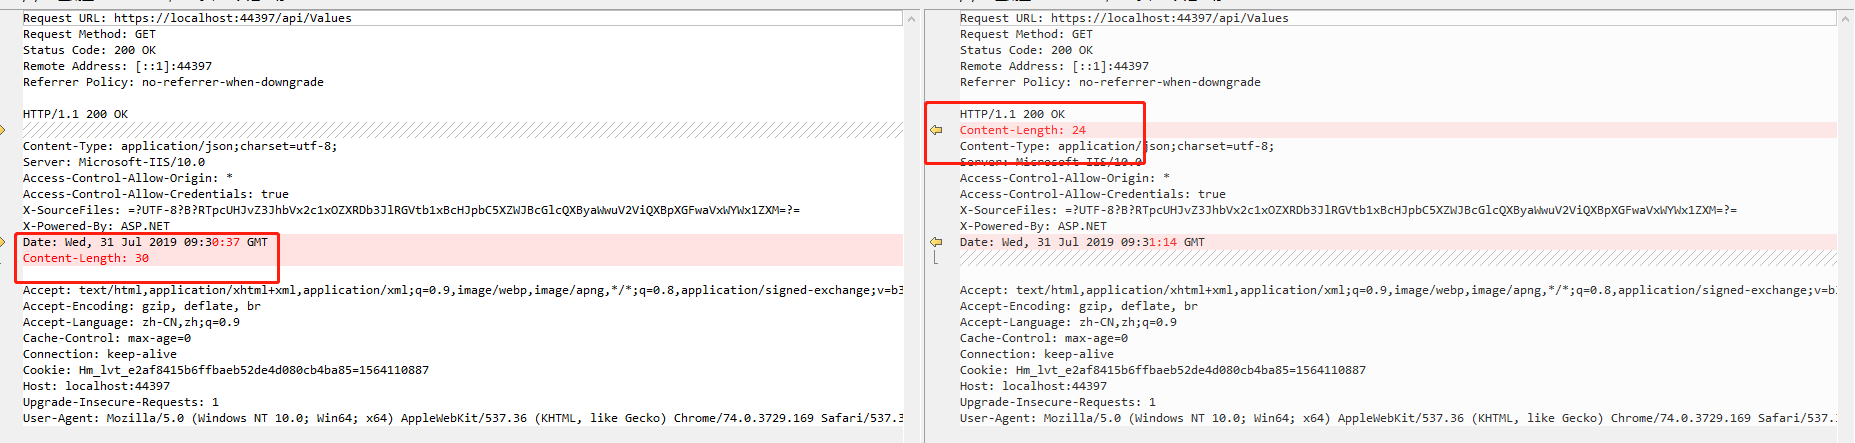 Request URL: https://localhost:44397/api/Values
Request Method: GET
Status Code: 200 OK
Remote Address: [::1]:44397
Referrer Policy: no-referrer-when-downgrade
HTTP/1.1 200 OK
Content-Type: application/json;charset=utf-8;
Server: Microsoft-IIS/10.0
Access-Control-Allow-Origin: *
Access-Control-Allow-Credentials: true
X-SourceFiles: =?UTF-8?B?RTpcUHJvZ3JhbVx2c1xOZXRDb3JlRGVtb1xBcHJpbC5XZWJBcGlcQXByaWwuV2ViQXBpXGFwaVxWYWx1ZXM=?=
X-Powered-By: ASP.NET
Date: Wed, 31 Jul 2019 09:30:37 GMT
Content-Length: 30
Accept: text/html,application/xhtml+xml,application/xml;q=0.9,image/webp,image/apng,*/*;q=0.8,application/signed-exchange;v=b3
Accept-Encoding: gzip, deflate, br
Accept-Language: zh-CN,zh;q=0.9
Cache-Control: max-age=0
Connection: keep-alive
Cookie: Hm_lvt_e2af8415b6ffbaeb52de4d080cb4ba85=1564110887
Host: localhost:44397
Upgrade-Insecure-Requests: 1
User-Agent: Mozilla/5.0 (Windows NT 10.0; Win64; x64) AppleWebKit/537.36 (KHTML, like Gecko) Chrome/74.0.3729.169 Safari/537.3
Request URL: https://localhost:44397/api/Values
Request Method: GET
Status Code: 200 OK
Remote Address: [::1]:44397
Referrer Policy: no-referrer-when-downgrade
HTTP/1.1 200 OK
Content-Length: 24
Content-Type: application/json;charset=utf-8;
Server: Microsoft-IIS/10.0
Access-Control-Allow-Origin: *
Access-Control-Allow-Credentials: true
X-SourceFiles: =?UTF-8?B?RTpcUHJvZ3JhbVx2c1xOZXRDb3JlRGVtb1xBcHJpbC5XZWJBcGlcQXByaWwuV2ViQXBpXGFwaVxWYWx1ZXM=?=
X-Powered-By: ASP.NET
Date: Wed, 31 Jul 2019 09:31:14 GMT
Accept: text/html,application/xhtml+xml,application/xml;q=0.9,image/webp,image/apng,*/*;q=0.8,application/signed-exchange;v=b
Accept-Encoding: gzip, deflate, br
Accept-Language: zh-CN,zh;q=0.9
Cache-Control: max-age=0
Connection: keep-alive
Cookie: Hm_lvt_e2af8415b6ffbaeb52de4d080cb4ba85=1564110887
Host: localhost:44397
Upgrade-Insecure-Requests: 1
User-Agent: Mozilla/5.0 (Windows NT 10.0; Win64; x64) AppleWebKit/537.36 (KHTML, like Gecko) Chrome/74.0.3729.169 Safari/537.